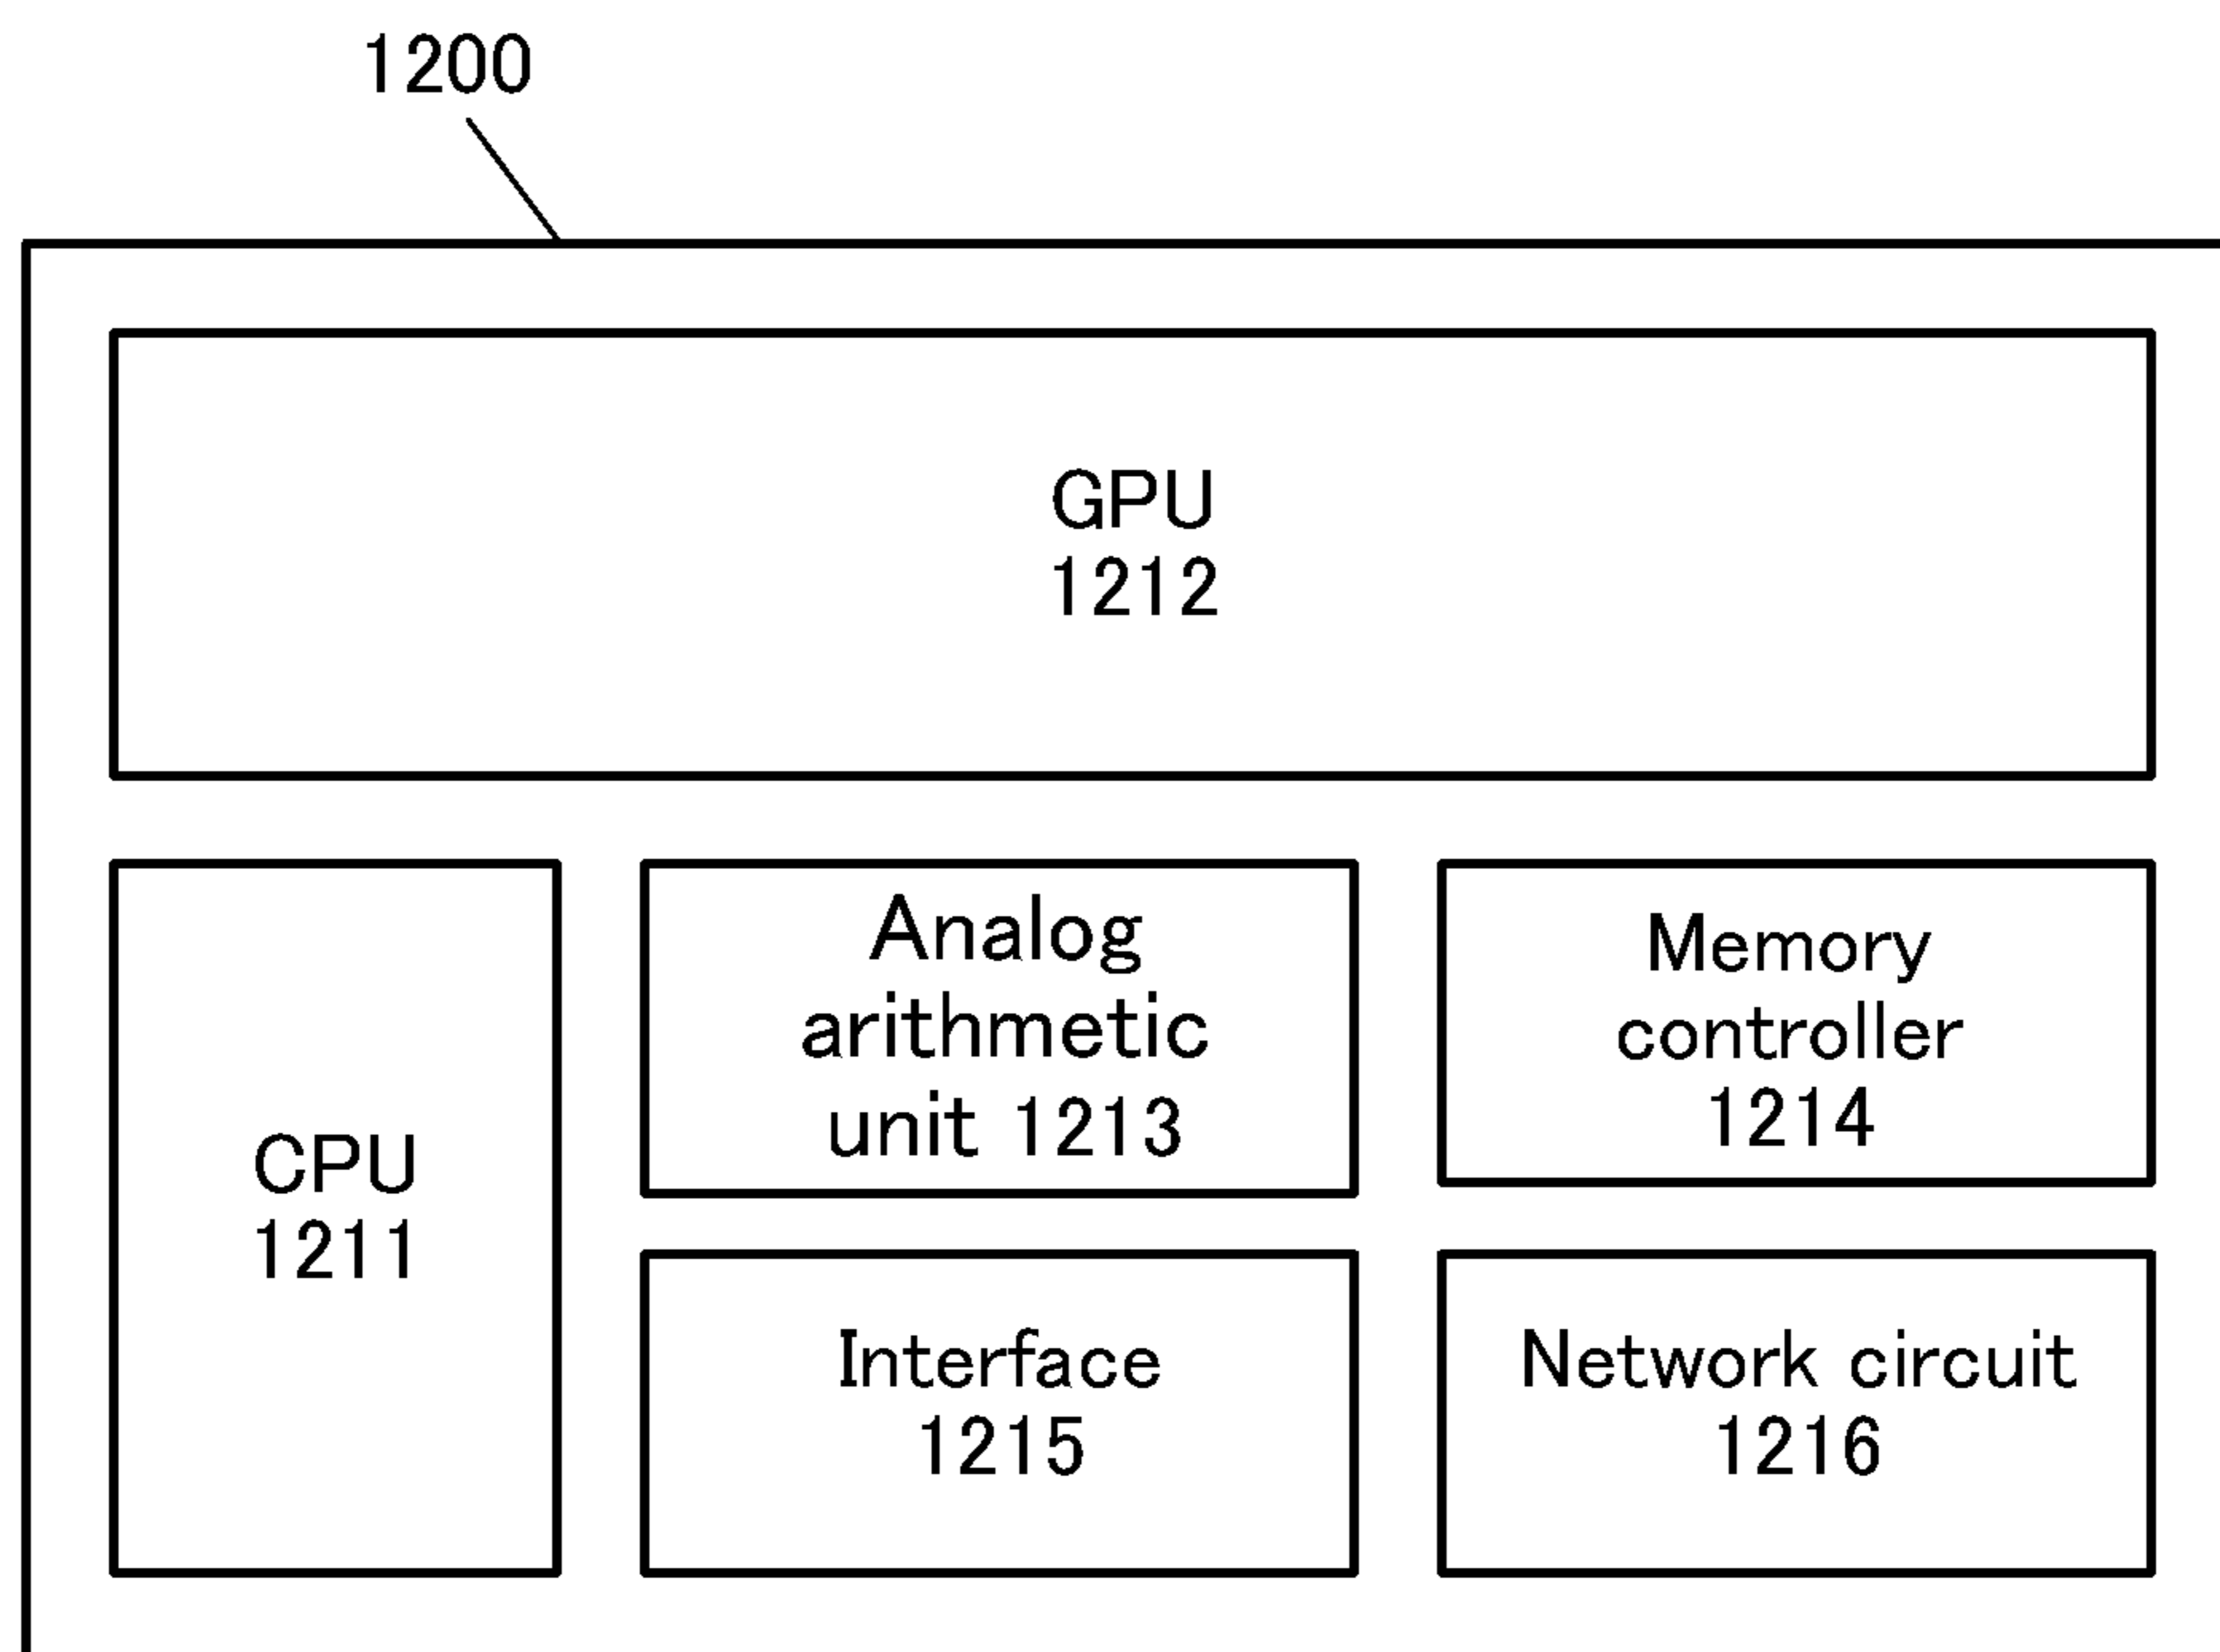 1200
GPU
1212
CPU
1211
Analog
arithmetic
unit 1213
Memory
controller
1214
Interface
1215
Network circuit
1216